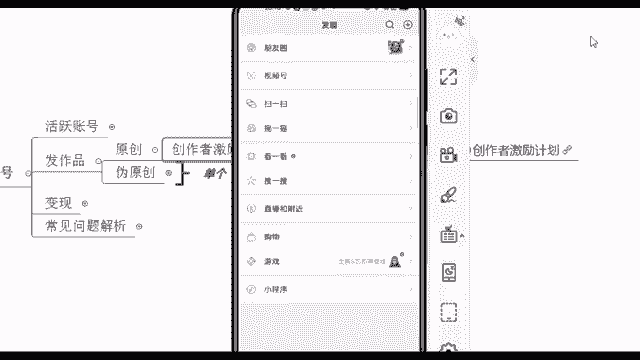 发现
朋友圈
视频号
扫一扫
摇一摇
看一看
搜一搜
直播和附近
购物
游戏
小程序
活跃账号
号
发作品
原创
创作者激励
伪原创
单个
变现
常见问题解析
创作者激励计划